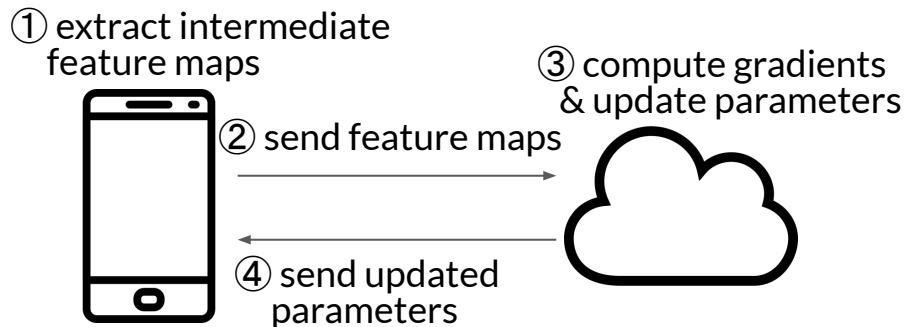 ① extract intermediate
feature maps
② send feature maps
③ compute gradients
& update parameters
④ send updated
parameters